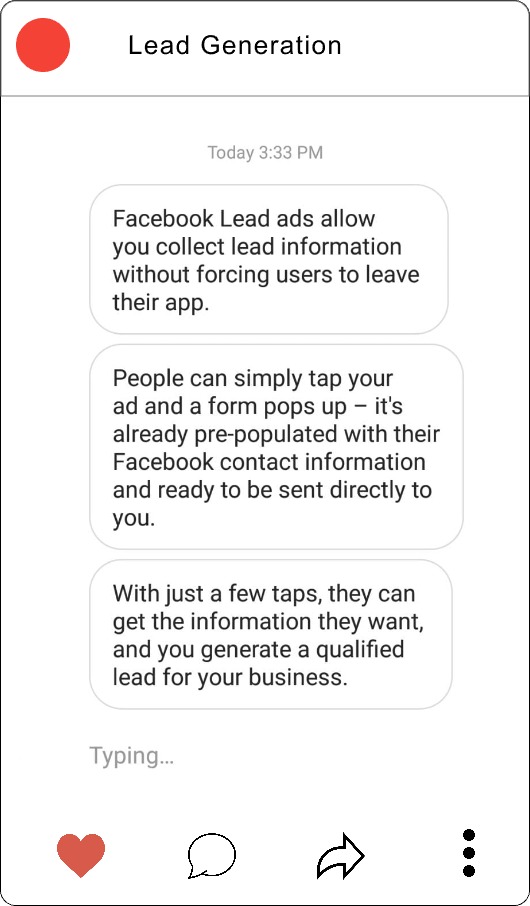 Lead Generation
Today 3:33 PM
Facebook Lead ads allow
you collect lead information
without forcing users to leave
their app.
People can simply tap your
ad and a form pops up – it's
already pre-populated with their
Facebook contact information
and ready to be sent directly to
you.
With just a few taps, they can
get the information they want,
and you generate a qualified
lead for your business.
Typing...